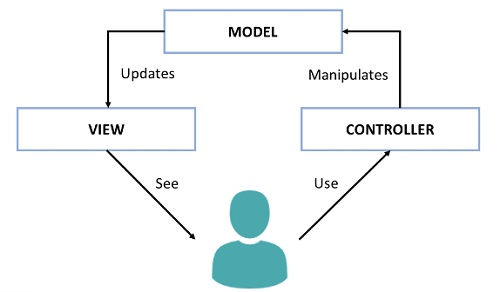 MODEL
Updates
Manipulates
VIEW
CONTROLLER
See
Use